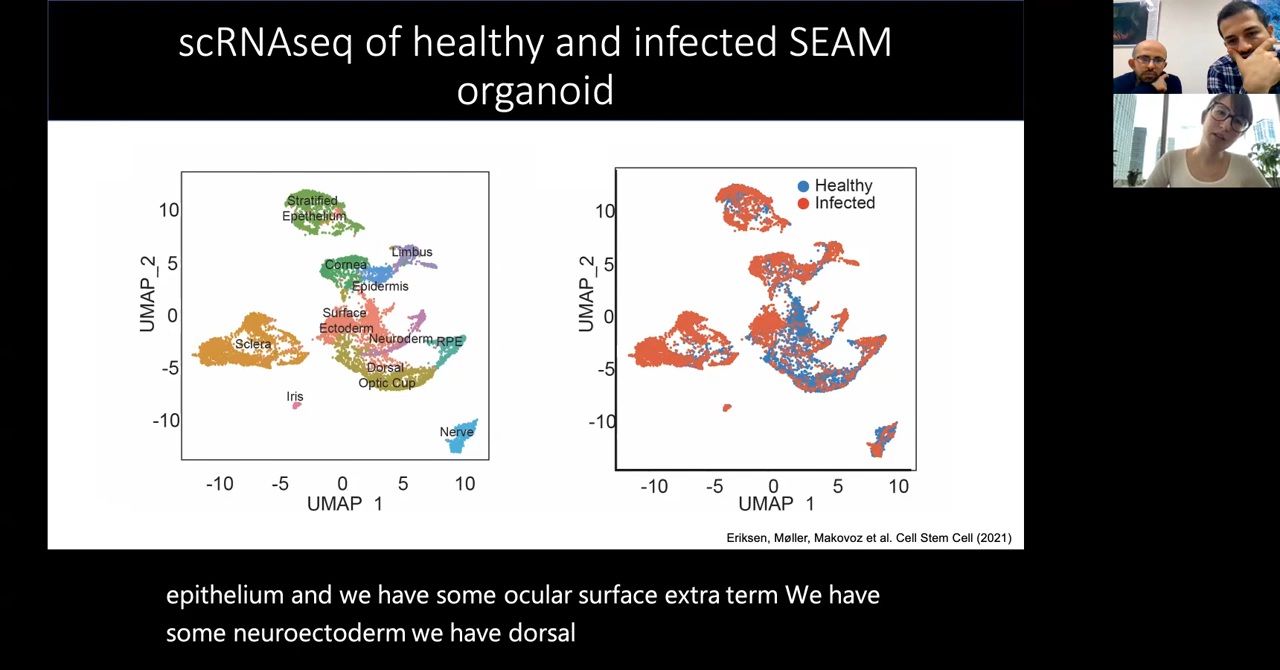 scRNAseq of healthy and infected SEAM
organoid
UMAP_2
10
5
0
-5
-10
Stratified
Epethelium
Limbus
Cornea
Epidermis
Surface
Ectoderm
Neuroderm
RPE
Sclera
Dorsal
Optic Cup
Iris
Nerve
-10 -5 0 5 10
UMAP 1
UMAP_2
10
5
0
-5
-10
Healthy
Infected
-10 -5 0 5 10
UMAP 1
Eriksen, Møller, Makovoz et al. Cell Stem Cell (2021)
epithelium and we have some ocular surface extra term We have
some neuroectoderm we have dorsal